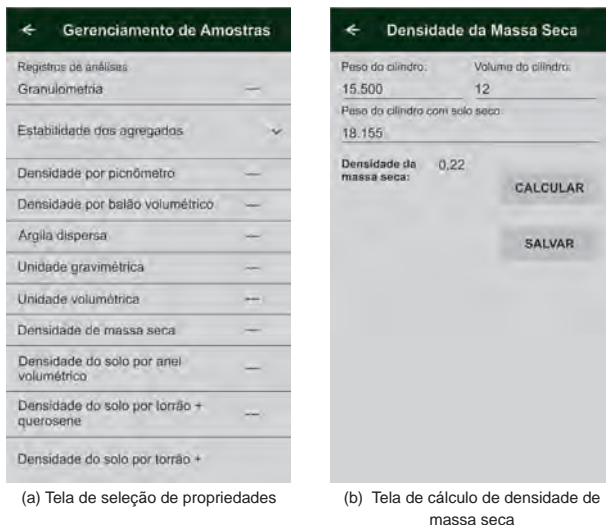 Gerenciamento de Amostras
Registros de análises
Granulometria ---
Estabilidade dos agregados
Densidade por picnômetro ---
Densidade por balão volumétrico ---
Argila dispersa ---
Unidade gravimétrica ---
Unidade volumétrica ---
Densidade de massa seca ---
Densidade do solo por anel
volumétrico ---
Densidade do solo por torrão +
querosene ---
Densidade do solo por torrão +
(a) Tela de seleção de propriedades
Densidade da Massa Seca
Peso do cilindro: Volume do cilindro:
15.500 12
Peso do cilindro com solo seco:
18.155
Densidade da
massa seca: 0,22
CALCULAR
SALVAR
(b) Tela de cálculo de densidade de
massa seca